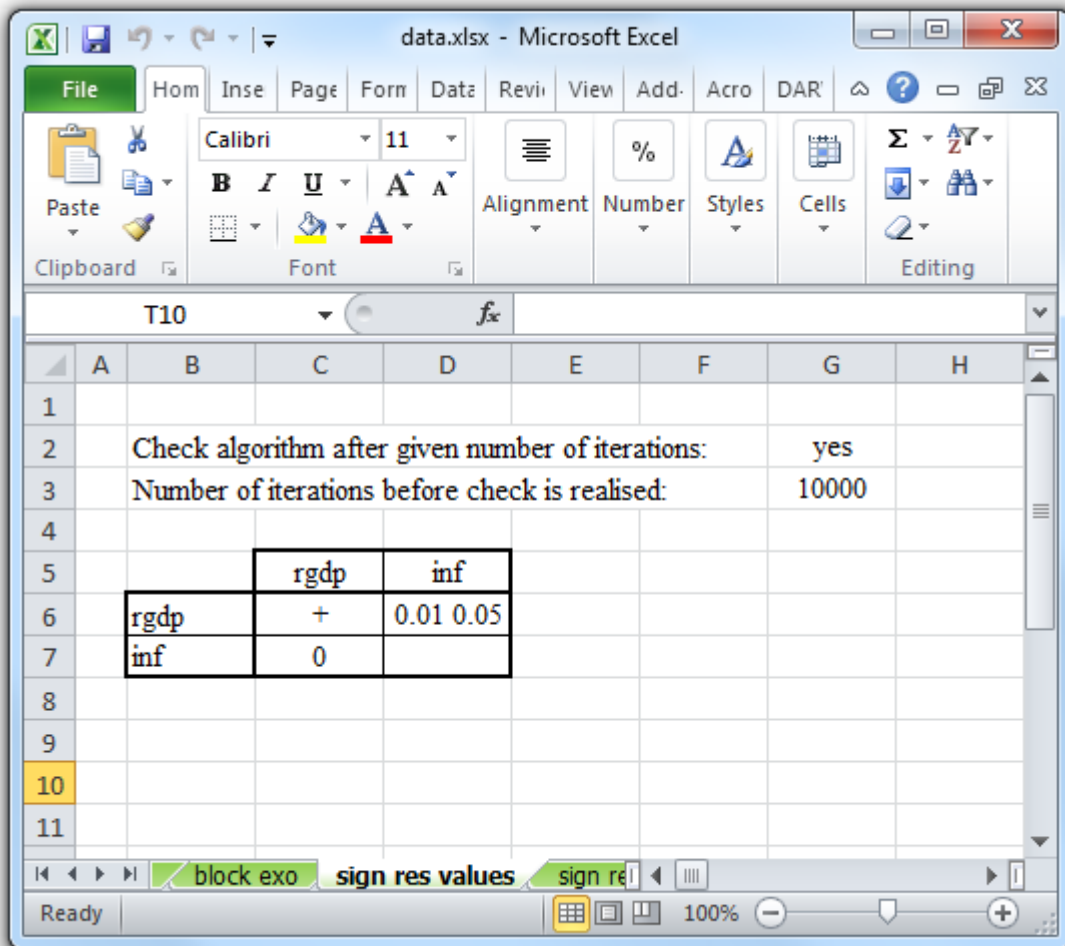 data.xlsx - Microsoft Excel
File Hom Inse Page Form Data Revi View Add- Acro DAR'
Calibri 11
B I U A A
% A
Σ A Z
Paste
A
Alignment Number Styles Cells
Clipboard Font Editing
T10 fx
A B C D E F G H
1
2 Check algorithm after given number of iterations: yes
3 Number of iterations before check is realised: 10000
4
5 rgdp inf
6 rgdp + 0.01 0.05
7 inf 0
8
9
10
11
block exo sign res values sign re
Ready 100%